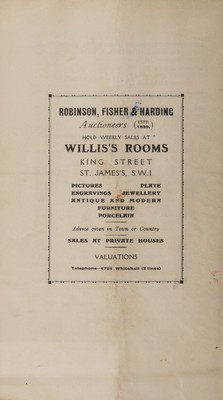 ROBINSON, FISHER & HARDING
Auctioneers (ESTD. 1830.)
HOLD WEEKLY SALES AT
WILLIS'S ROOMS
KING STREET
ST. JAMES'S, S.W.1
PICTURES PLATE
ENGRAVINGS JEWELLERY
ANTIQUE AND MODERN
FURNITURE
PORCELAIN
Advice given in Town or Country
SALES AT PRIVATE HOUSES
VALUATIONS
Telephone—4755 Whitehall (2 lines)